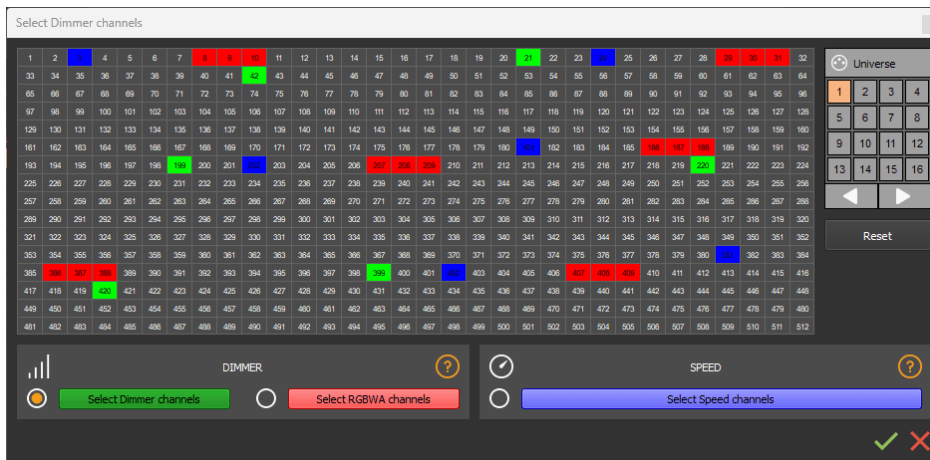 Select Dimmer channels
1 2 3 4 5 6 7 8 9 10 11 12 13 14 15 16 17 18 19 20 21 22 23 24 25 26 27 28 29 30 31 32
33 34 35 36 37 38 39 40 41 42 43 44 45 46 47 48 49 50 51 52 53 54 55 56 57 58 59 60 61 62 63 64
65 66 67 68 69 70 71 72 73 74 75 76 77 78 79 80 81 82 83 84 85 86 87 88 89 90 91 92 93 94 95 96
97 98 99 100 101 102 103 104 105 106 107 108 109 110 111 112 113 114 115 116 117 118 119 120 121 122 123 124 125 126 127 128
129 130 131 132 133 134 135 136 137 138 139 140 141 142 143 144 145 146 147 148 149 150 151 152 153 154 155 156 157 158 159 160
161 162 163 164 165 166 167 168 169 170 171 172 173 174 175 176 177 178 179 180 181 182 183 184 185 186 187 188 189 190 191 192
193 194 195 196 197 198 199 200 201 202 203 204 205 206 207 208 209 210 211 212 213 214 215 216 217 218 219 220 221 222 223 224
225 226 227 228 229 230 231 232 233 234 235 236 237 238 239 240 241 242 243 244 245 246 247 248 249 250 251 252 253 254 255 256
257 258 259 260 261 262 263 264 265 266 267 268 269 270 271 272 273 274 275 276 277 278 279 280 281 282 283 284 285 286 287 288
289 290 291 292 293 294 295 296 297 298 299 300 301 302 303 304 305 306 307 308 309 310 311 312 313 314 315 316 317 318 319 320
321 322 323 324 325 326 327 328 329 330 331 332 333 334 335 336 337 338 339 340 341 342 343 344 345 346 347 348 349 350 351 352
353 354 355 356 357 358 359 360 361 362 363 364 365 366 367 368 369 370 371 372 373 374 375 376 377 378 379 380 381 382 383 384
385 386 387 388 389 390 391 392 393 394 395 396 397 398 399 400 401 402 403 404 405 406 407 408 409 410 411 412 413 414 415 416
417 418 419 420 421 422 423 424 425 426 427 428 429 430 431 432 433 434 435 436 437 438 439 440 441 442 443 444 445 446 447 448
449 450 451 452 453 454 455 456 457 458 459 460 461 462 463 464 465 466 467 468 469 470 471 472 473 474 475 476 477 478 479 480
481 482 483 484 485 486 487 488 489 490 491 492 493 494 495 496 497 498 499 500 501 502 503 504 505 506 507 508 509 510 511 512
Universe
1 2 3 4
5 6 7 8
9 10 11 12
13 14 15 16
Reset
DIMMER ?
Select Dimmer channels
Select RGBWA channels
SPEED ?
Select Speed channels